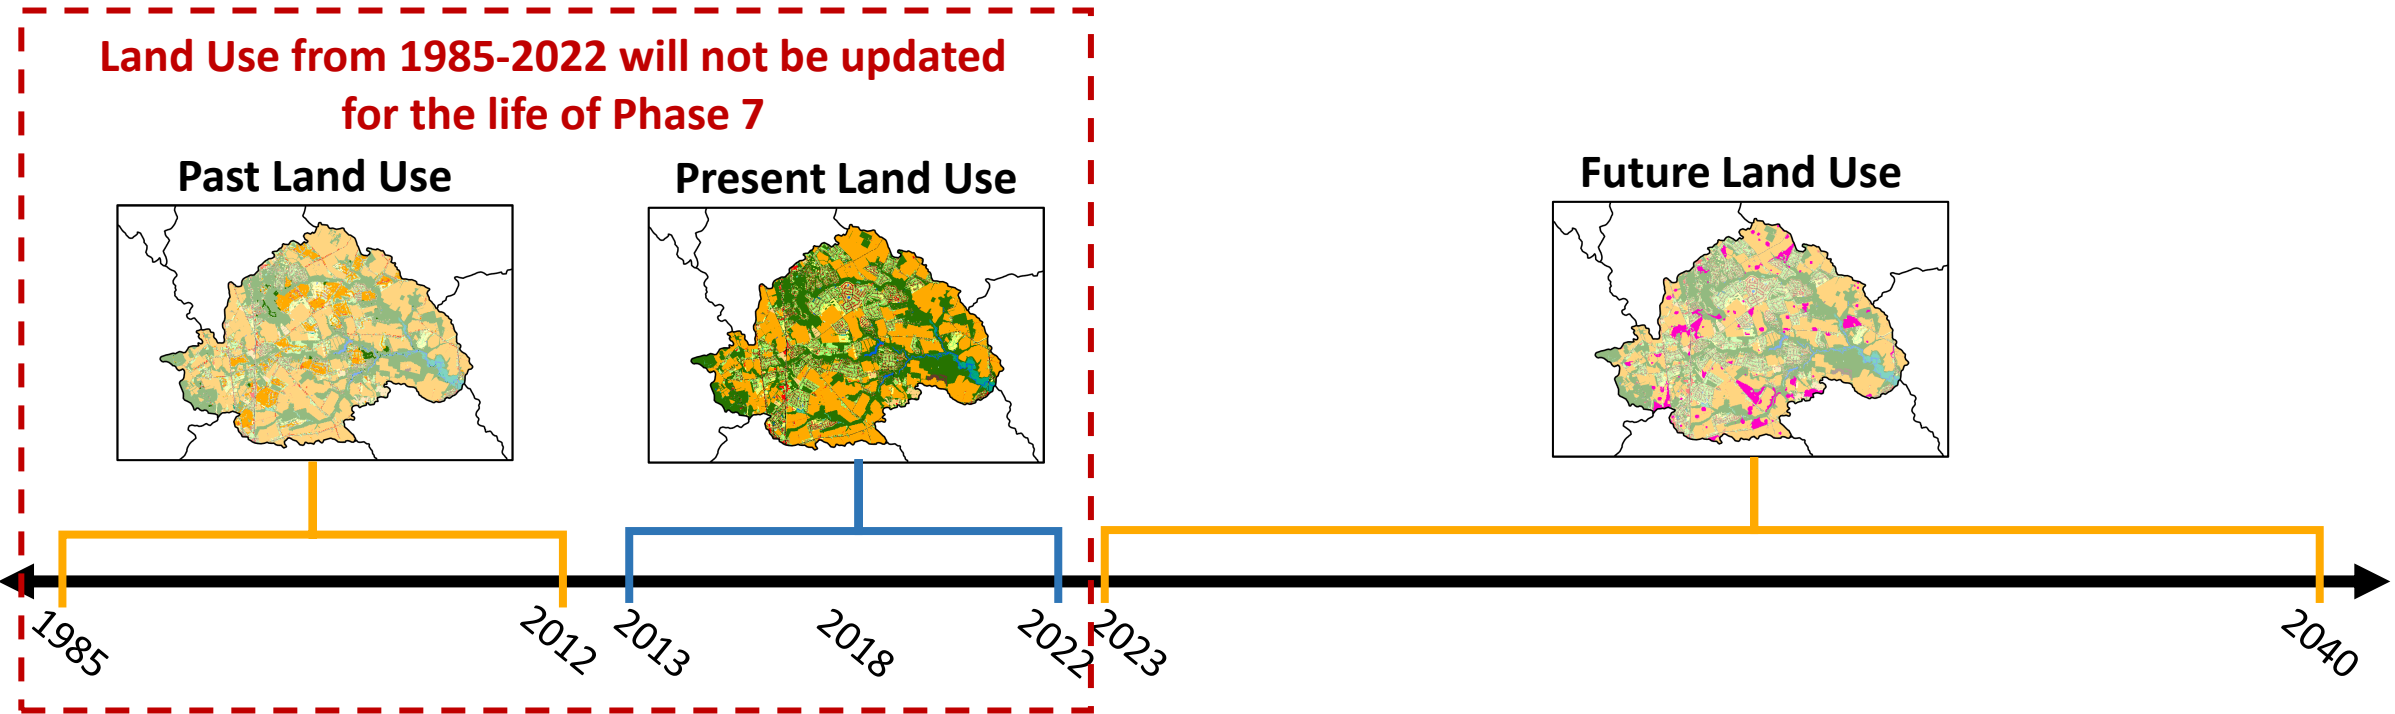 Land Use from 1985-2022 will not be updated
for the life of Phase 7
Past Land Use
Present Land Use
Future Land Use
1985
2012
2013
2018
2022
2023
2040